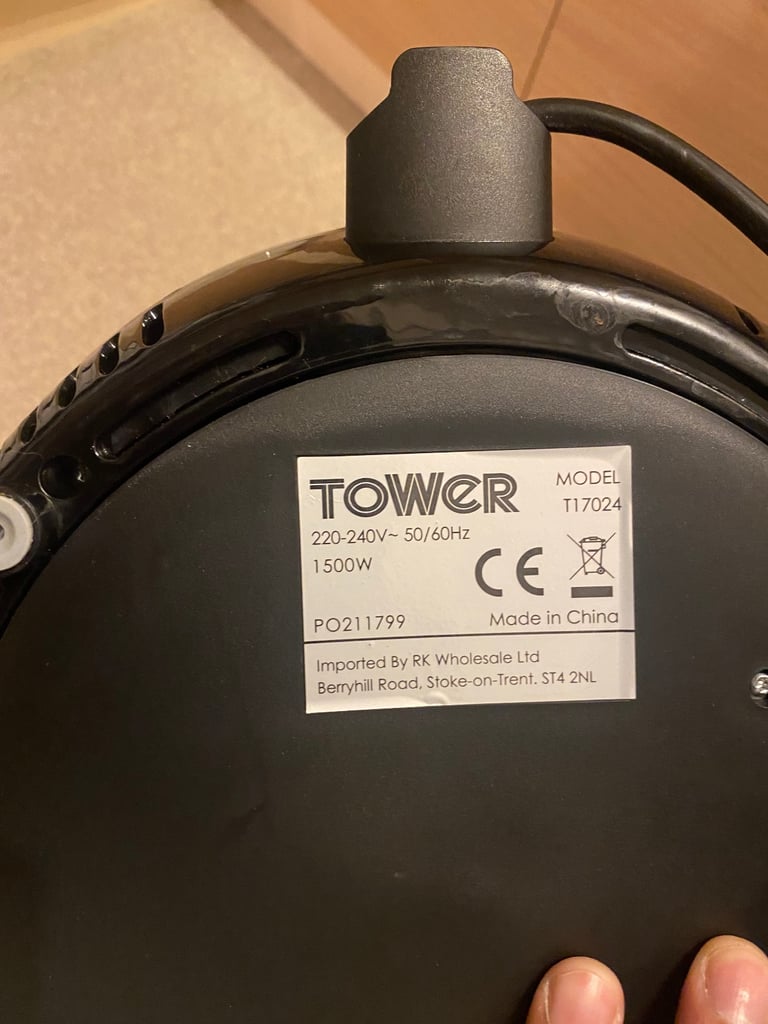 TOWER
MODEL
T17024
220-240V~ 50/60Hz
1500W
CE
PO211799
Made in China
Imported By RK Wholesale Ltd
Berryhill Road, Stoke-on-Trent. ST4 2NL